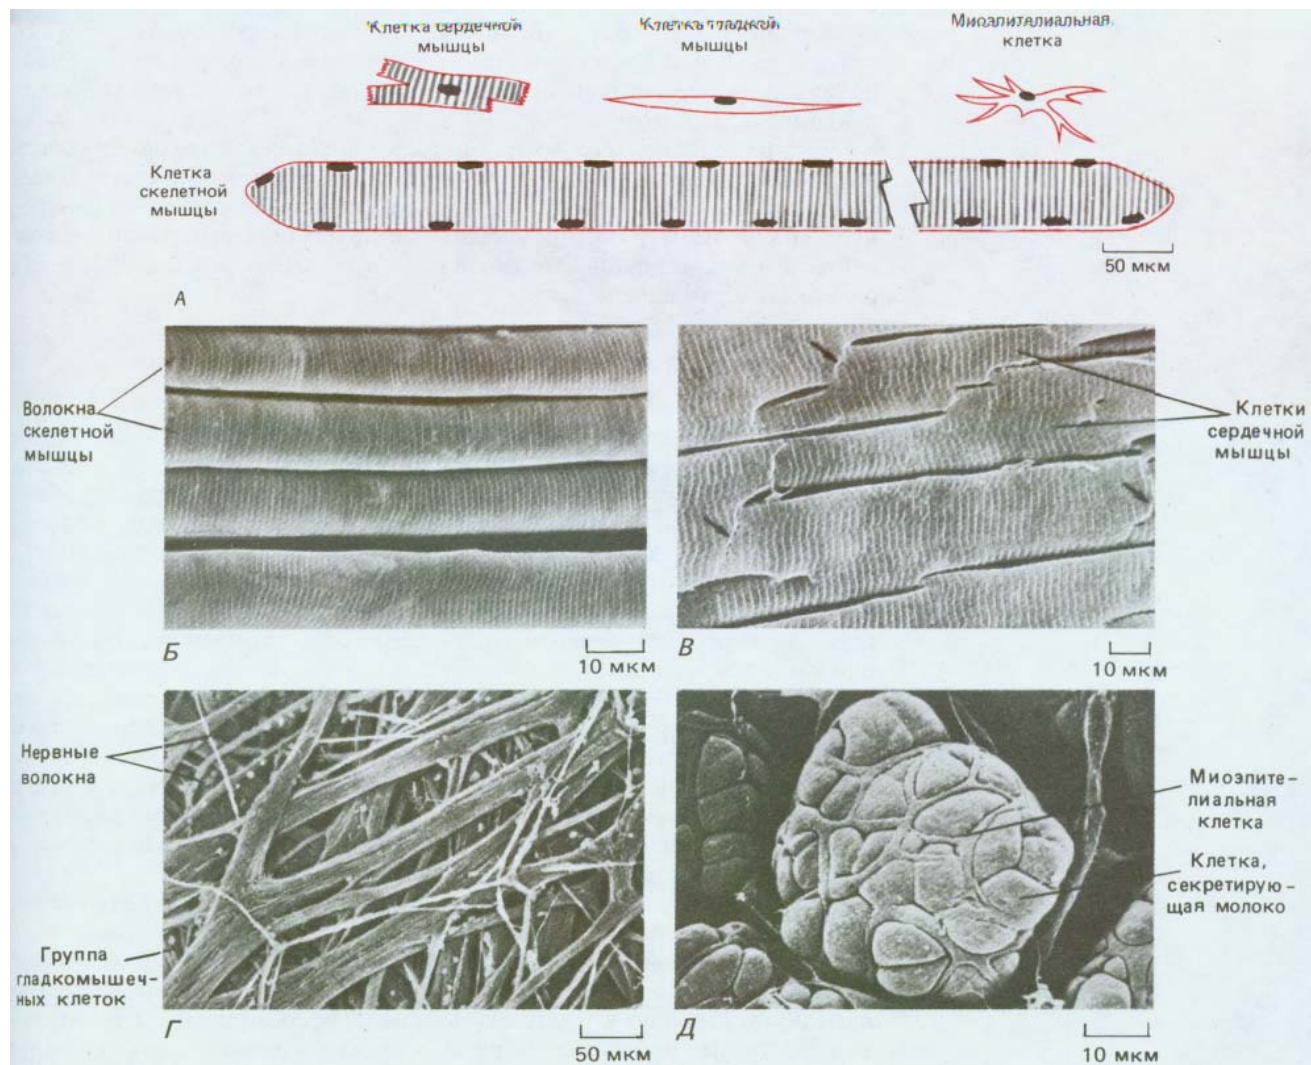 Клетка сердечной
мышцы
Клетка гладкой
мышцы
Миоэпителиальная
клетка
Клетка
скелетной
мышцы
50 мкм
А
Волокна
скелетной
мышцы
Клетки
сердечной
мышцы
Б
10 мкм
В
10 мкм
Нервные
волокна
Миоэпите-
лиальная
клетка
Клетка,
секретирую-
щая молоко
Группа
гладкомышеч-
ных клеток
Г
50 мкм
Д
10 мкм